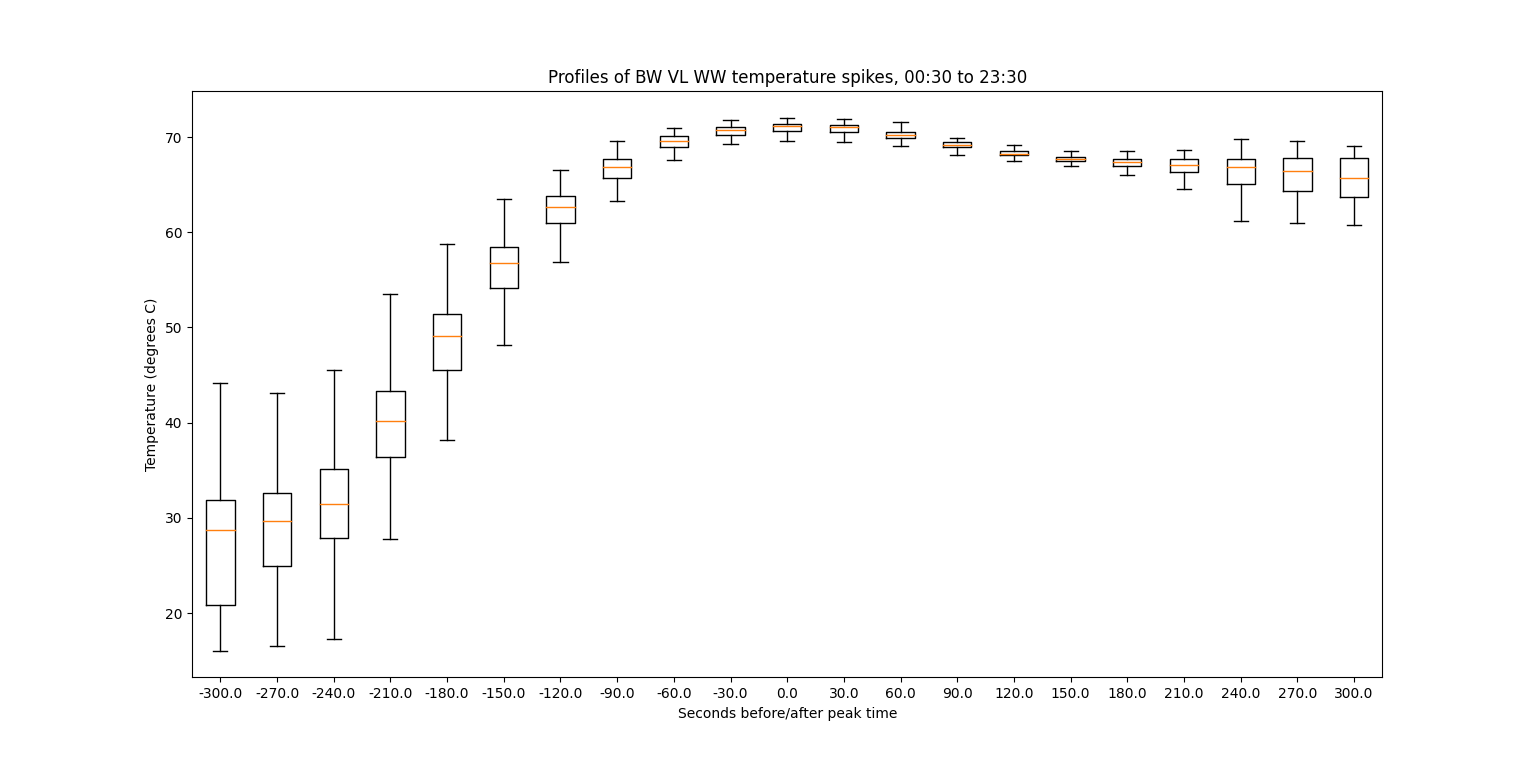 Profiles of BW VL WW temperature spikes, 00:30 to 23:30
Temperature (degrees C)
70
60
50
40
30
20
-300.0 -270.0 -240.0 -210.0 -180.0 -150.0 -120.0 -90.0 -60.0 -30.0 0.0 30.0 60.0 90.0 120.0 150.0 180.0 210.0 240.0 270.0 300.0
Seconds before/after peak time